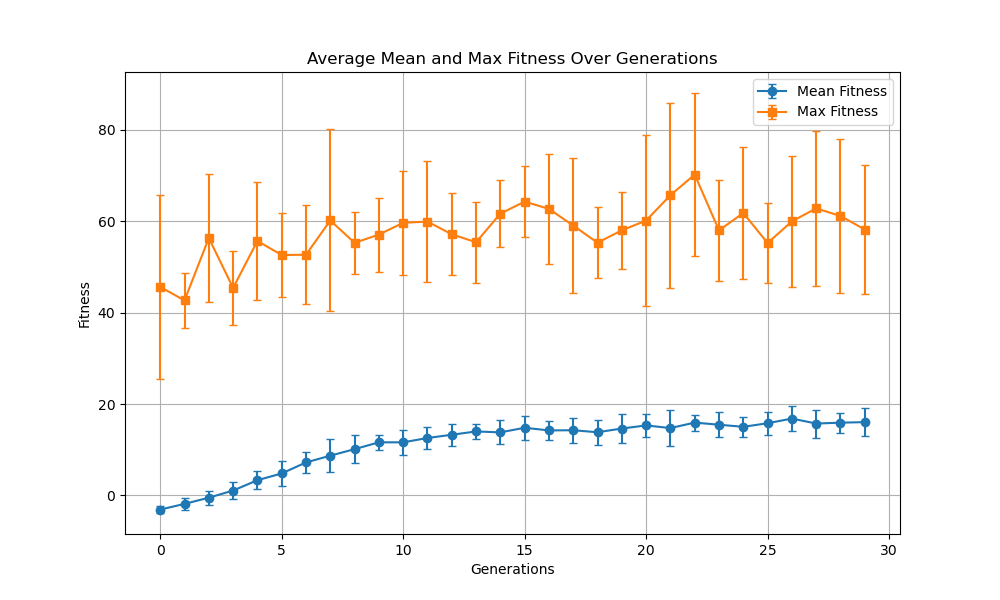 Average Mean and Max Fitness Over Generations
Mean Fitness
Max Fitness
Fitness
80
60
40
20
0
0 5 10 15 20 25 30
Generations